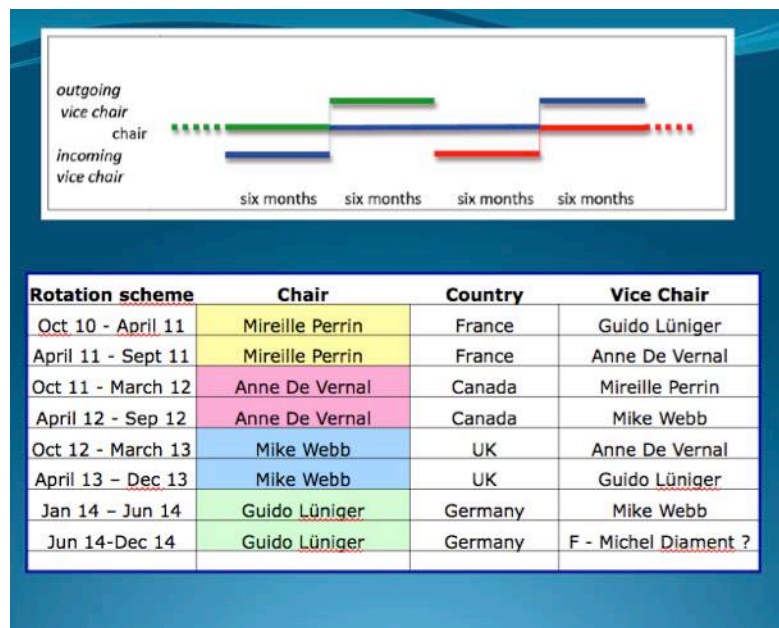 outgoing
vice chair
chair
incoming
vice chair
six months six months six months six months
Rotation scheme Chair Country Vice Chair
Oct 10 - April 11 Mireille Perrin France Guido Lüniger
April 11 - Sept 11 Mireille Perrin France Anne De Vernal
Oct 11 - March 12 Anne De Vernal Canada Mireille Perrin
April 12 - Sep 12 Anne De Vernal Canada Mike Webb
Oct 12 - March 13 Mike Webb UK Anne De Vernal
April 13 – Dec 13 Mike Webb UK Guido Lüniger
Jan 14 – Jun 14 Guido Lüniger Germany Mike Webb
Jun 14-Dec 14 Guido Lüniger Germany F - Michel Diament ?